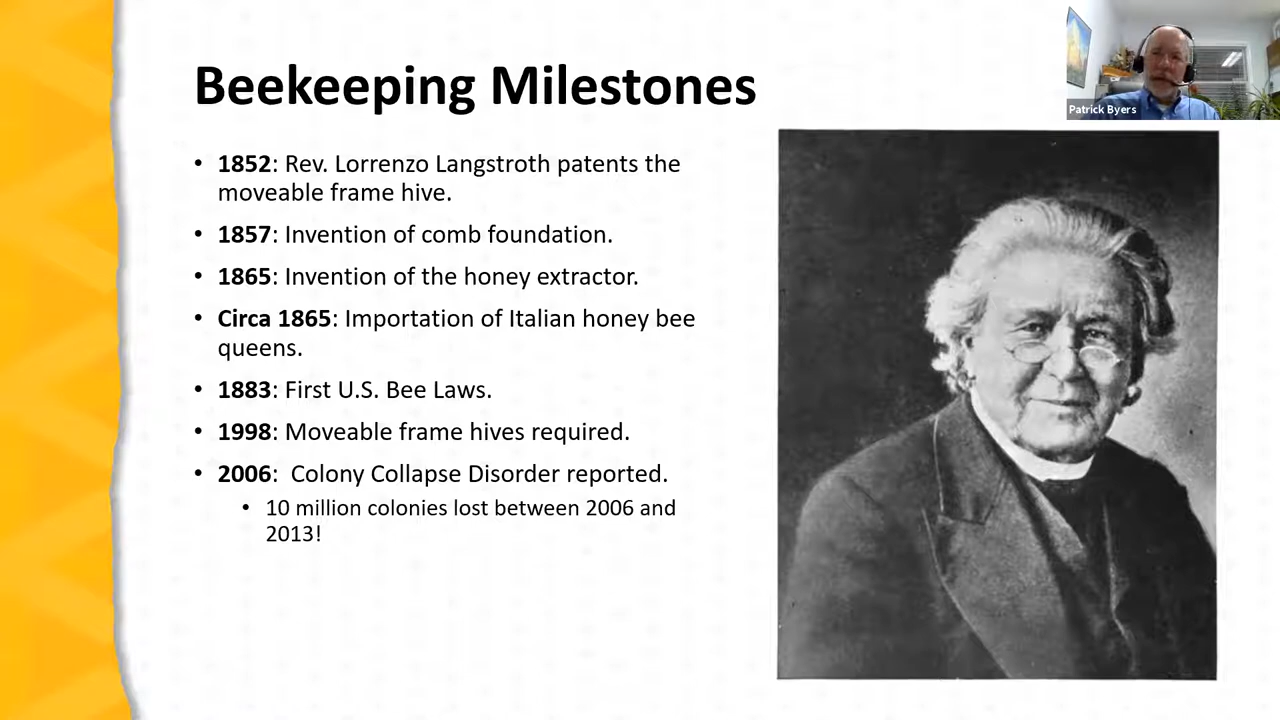 Beekeeping Milestones
Patrick Byers
• 1852: Rev. Lorrenzo Langstroth patents the
moveable frame hive.
• 1857: Invention of comb foundation.
• 1865: Invention of the honey extractor.
• Circa 1865: Importation of Italian honey bee
queens.
• 1883: First U.S. Bee Laws.
• 1998: Moveable frame hives required.
• 2006:  Colony Collapse Disorder reported.
• 10 million colonies lost between 2006 and
2013!